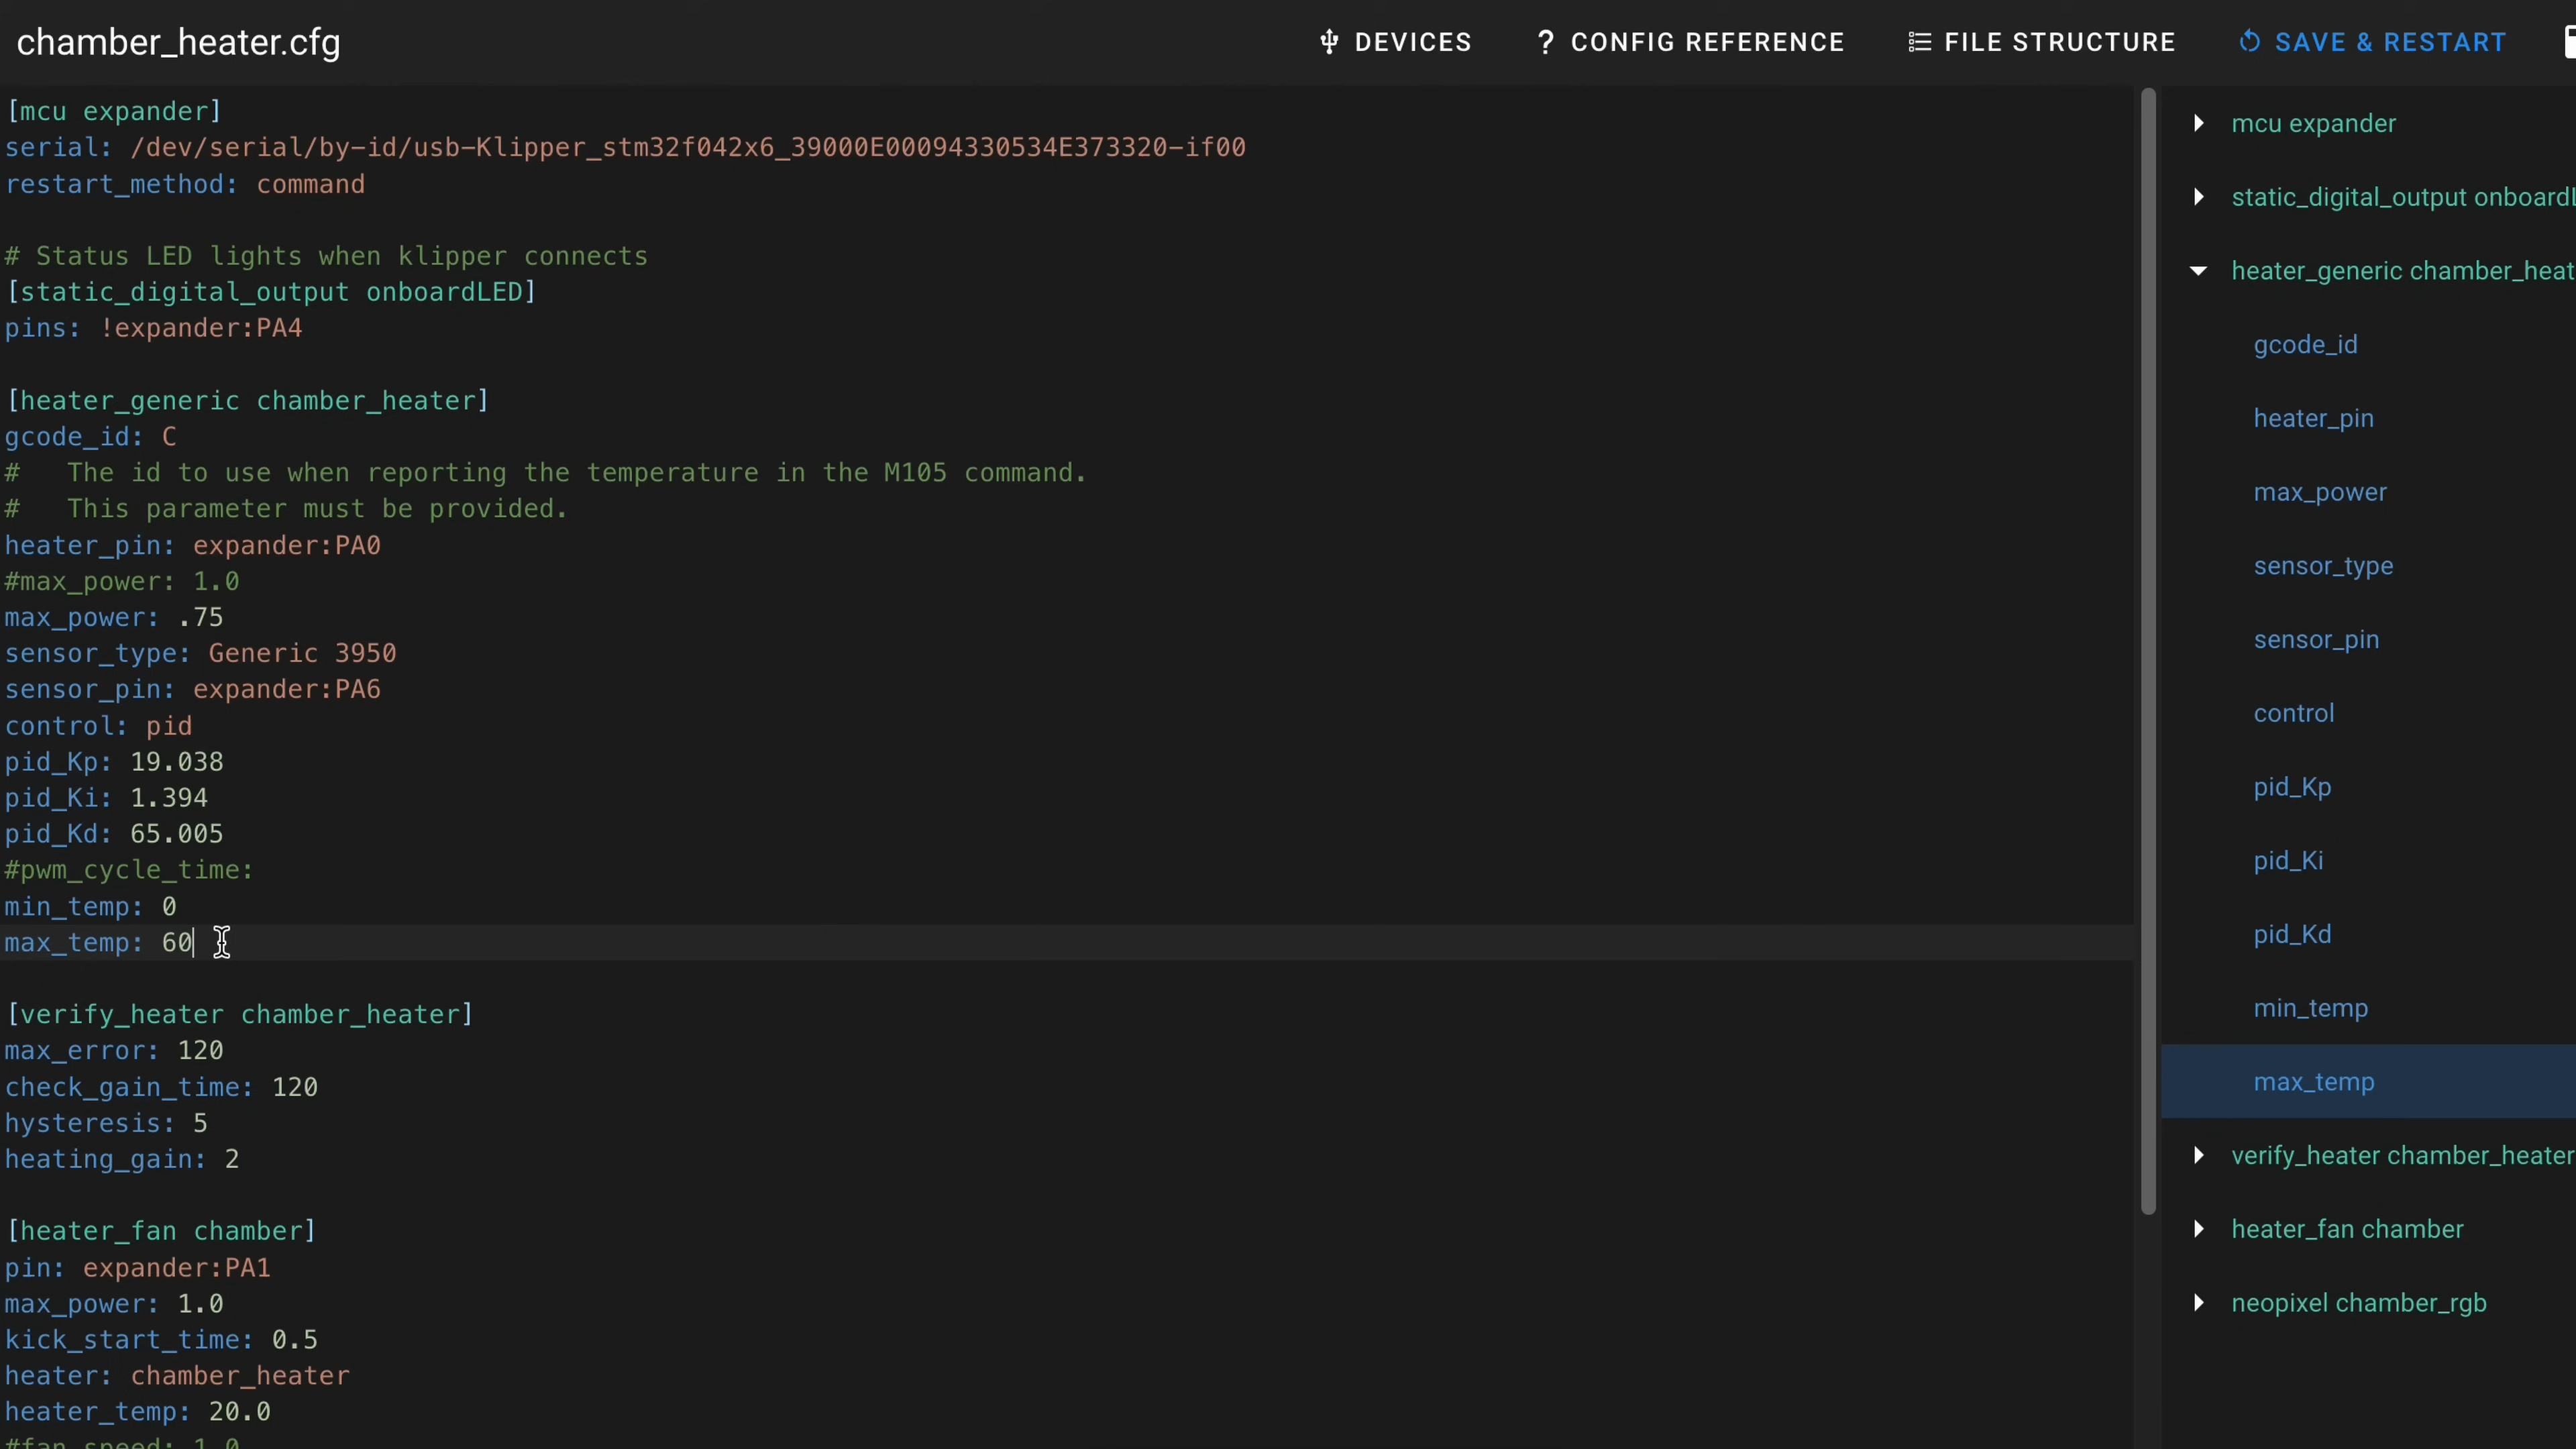 chamber_heater.cfg
DEVICES
? CONFIG REFERENCE
FILE STRUCTURE
SAVE & RESTART
[mcu expander]
serial: /dev/serial/by-id/usb-Klipper_stm32f042x6_39000E00094330534E373320-if00
restart_method: command
# Status LED lights when klipper connects
[static_digital_output onboardLED]
pins: !expander:PA4
[heater_generic chamber_heater]
gcode_id: C
#   The id to use when reporting the temperature in the M105 command.
#   This parameter must be provided.
heater_pin: expander:PA0
#max_power: 1.0
max_power: .75
sensor_type: Generic 3950
sensor_pin: expander:PA6
control: pid
pid_Kp: 19.038
pid_Ki: 1.394
pid_Kd: 65.005
#pwm_cycle_time:
min_temp: 0
max_temp: 60
[verify_heater chamber_heater]
max_error: 120
check_gain_time: 120
hysteresis: 5
heating_gain: 2
[heater_fan chamber]
pin: expander:PA1
max_power: 1.0
kick_start_time: 0.5
heater: chamber_heater
heater_temp: 20.0
#fan_speed: 1.0
mcu expander
static_digital_output onboardL
heater_generic chamber_heat
gcode_id
heater_pin
max_power
sensor_type
sensor_pin
control
pid_Kp
pid_Ki
pid_Kd
min_temp
max_temp
verify_heater chamber_heater
heater_fan chamber
neopixel chamber_rgb